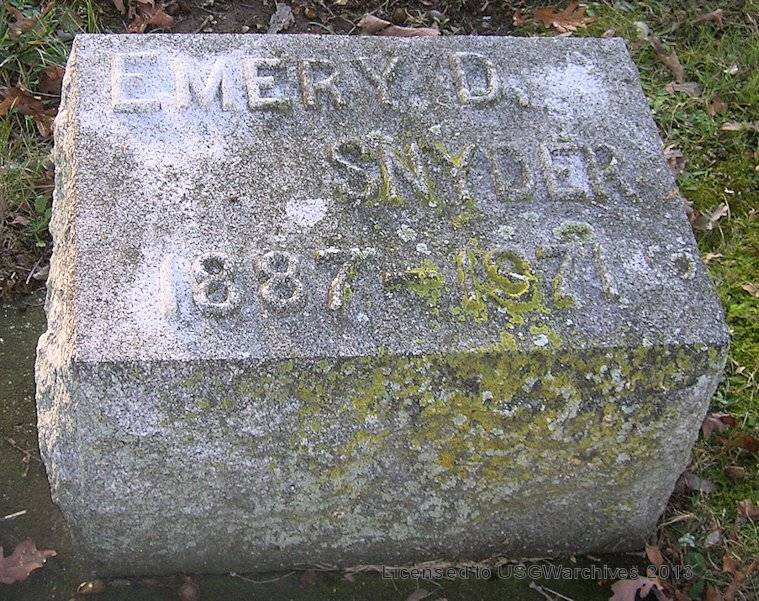 EMERY D.
SNYDER
1887-1971
Licensed to USGWarchives 2013